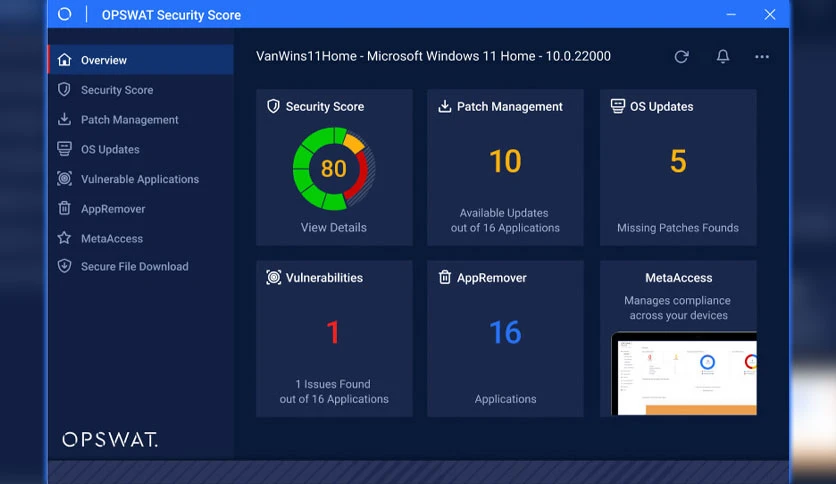 OPSWAT Security Score
Overview
Security Score
Patch Management
OS Updates
Vulnerable Applications
AppRemover
MetaAccess
Secure File Download
OPSWAT.
VanWins11Home - Microsoft Windows 11 Home - 10.0.22000
Security Score
80
View Details
Patch Management
10
Available Updates
out of 16 Applications
OS Updates
5
Missing Patches Founds
Vulnerabilities
1
1 Issues Found
out of 16 Applications
AppRemover
16
Applications
MetaAccess
Manages compliance
across your devices